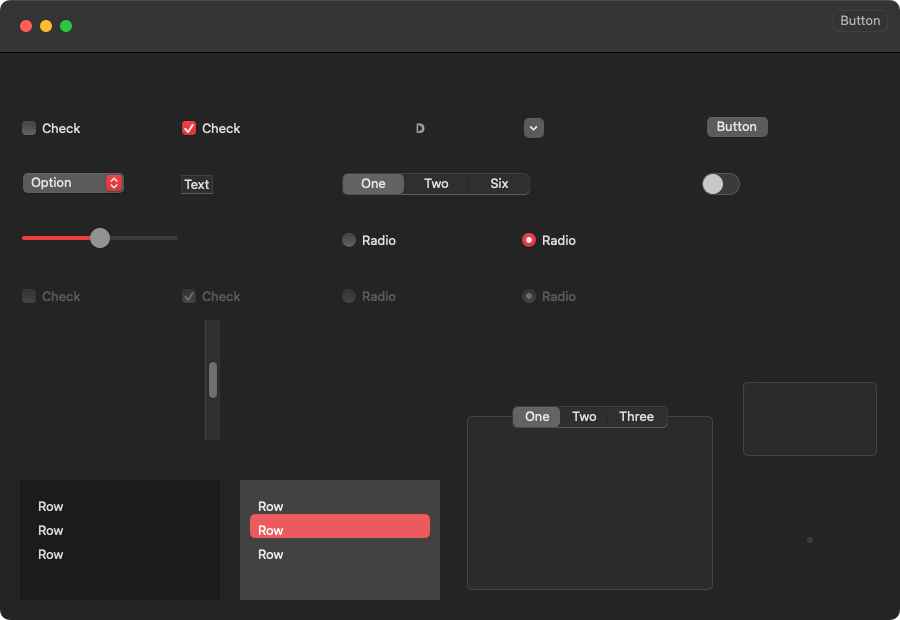 Button
Check
Check
D
Button
Option
Text
One
Two
Six
Radio
Radio
Check
Check
Radio
Radio
One
Two
Three
Row
Row
Row
Row
Row
Row